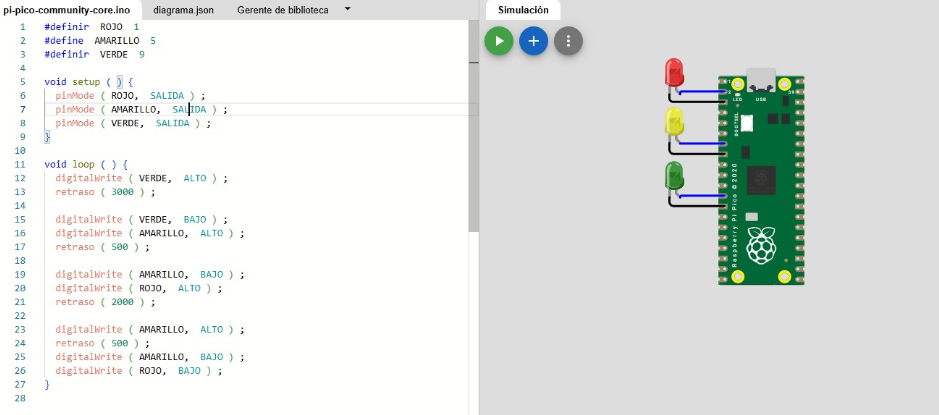 pi-pico-community-core.ino diagrama.json Gerente de biblioteca
Simulación
1 #definir ROJO 1
2 #define AMARILLO 5
3 #definir VERDE 9
4
5 void setup ( ) {
6 pinMode ( ROJO, SALIDA ) ;
7 pinMode ( AMARILLO, SALIDA ) ;
8 pinMode ( VERDE, SALIDA ) ;
9 }
10
11 void loop ( ) {
12 digitalWrite ( VERDE, ALTO ) ;
13 retraso ( 3000 ) ;
14
15 digitalWrite ( VERDE, BAJO ) ;
16 digitalWrite ( AMARILLO, ALTO ) ;
17 retraso ( 500 ) ;
18
19 digitalWrite ( AMARILLO, BAJO ) ;
20 digitalWrite ( ROJO, ALTO ) ;
21 retraso ( 2000 ) ;
22
23 digitalWrite ( AMARILLO, ALTO ) ;
24 retraso ( 500 ) ;
25 digitalWrite ( AMARILLO, BAJO ) ;
26 digitalWrite ( ROJO, BAJO ) ;
27 }
28
LED
USB
BOOTSEL
Raspberry Pi Pico © 2020